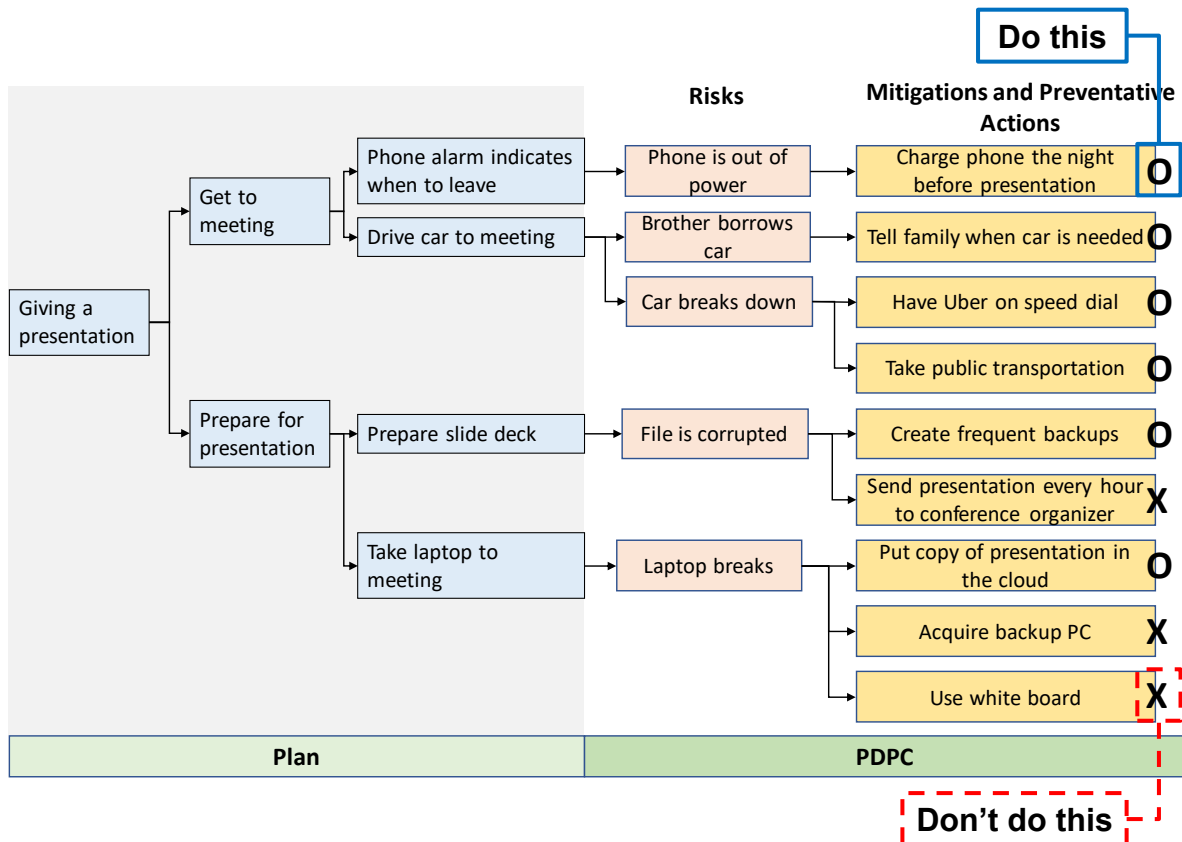 Do this
Risks
Mitigations and Preventative
Actions
Phone alarm indicates
when to leave
Phone is out of
power
Charge phone the night
before presentation
O
Get to
meeting
Drive car to meeting
Brother borrows
car
Tell family when car is needed
O
Giving a
presentation
Car breaks down
Have Uber on speed dial
O
Take public transportation
O
Prepare for
presentation
Prepare slide deck
File is corrupted
Create frequent backups
O
Send presentation every hour
to conference organizer
X
Take laptop to
meeting
Laptop breaks
Put copy of presentation in
the cloud
O
Acquire backup PC
X
Use white board
X
Plan
PDPC
Don't do this